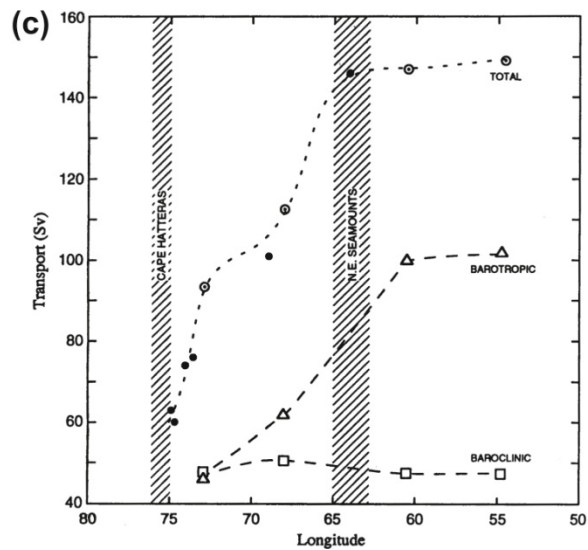 (c)
160
140
120
100
80
60
40
Transport (Sv)
CAPE HATTERAS
N.E. SEAMOUNTS
TOTAL
BAROTROPIC
BAROCLINIC
80 75 70 65 60 55 50
Longitude